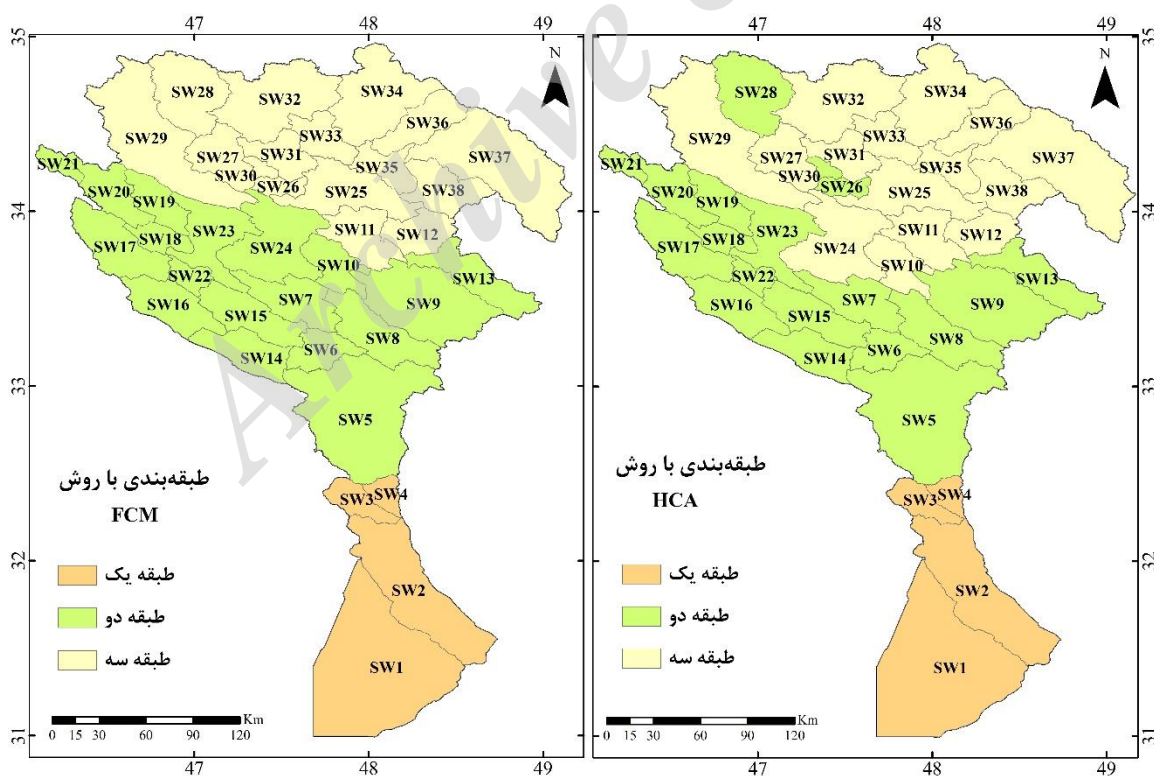 47 48 49
35
N
SW28
SW32
SW34
SW33
SW36
SW29
SW27
SW31
SW37
SW21
SW30
SW35
SW26
SW25
SW38
SW20
SW19
34
SW23
SW11
SW12
SW17
SW18
SW24
SW10
SW22
SW13
SW16
SW7
SW9
SW15
SW8
SW14
SW6
33
SW5
طبقه‌بندی با روش
FCM
SW3
SW4
طبقه یک
32
SW2
طبقه دو
طبقه سه
SW1
Km
0 15 30 60 90 120
31
47 48 49
47 48 49
35
N
SW28
SW32
SW34
SW33
SW36
SW29
SW27
SW31
SW37
SW21
SW30
SW35
SW26
SW25
SW38
SW20
SW19
34
SW23
SW11
SW12
SW17
SW18
SW24
SW10
SW22
SW13
SW16
SW7
SW9
SW15
SW8
SW14
SW6
33
SW5
طبقه‌بندی با روش
HCA
SW3
SW4
طبقه یک
32
SW2
طبقه دو
طبقه سه
SW1
Km
0 15 30 60 90 120
31
47 48 49
Archive